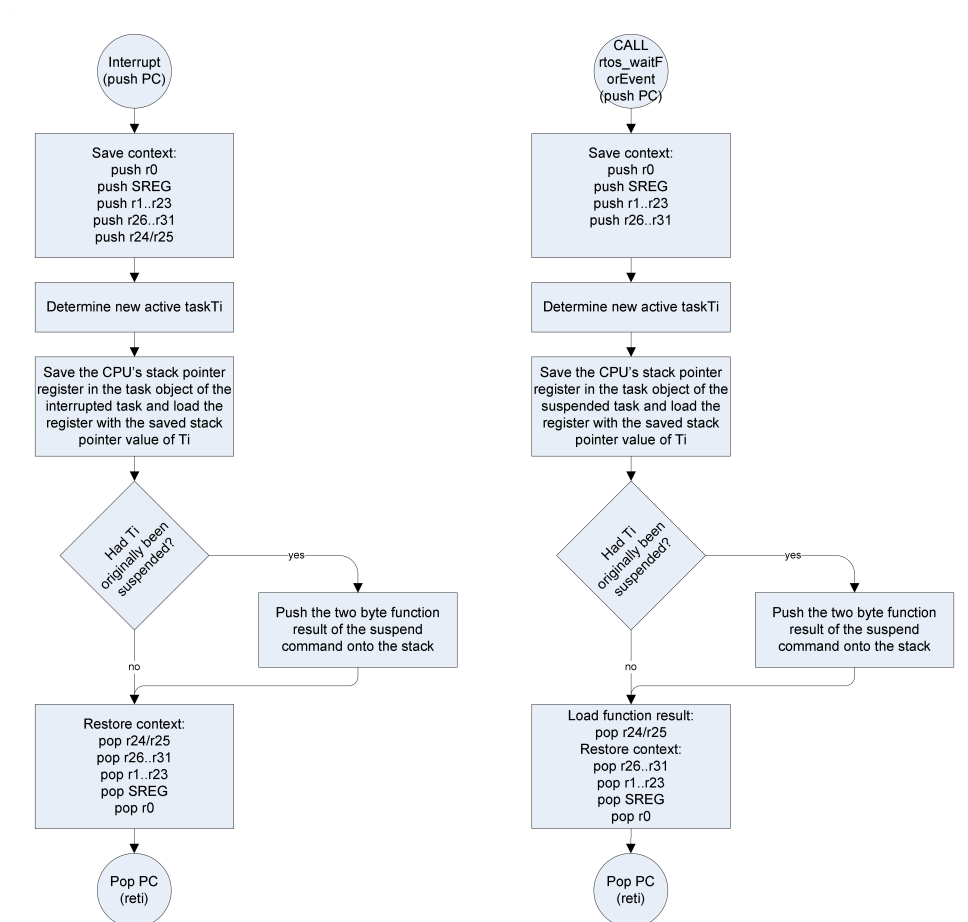 Interrupt
(push PC)
Save context:
push r0
push SREG
push r1..r23
push r26..r31
push r24/r25
Determine new active taskTi
Save the CPU's stack pointer
register in the task object of the
interrupted task and load the
register with the saved stack
pointer value of Ti
Had Ti
originally been
suspended?
yes
Push the two byte function
result of the suspend
command onto the stack
no
Restore context:
pop r24/r25
pop r26..r31
pop r1..r23
pop SREG
pop r0
Pop PC
(reti)
CALL
rtos_waitF
orEvent
(push PC)
Save context:
push r0
push SREG
push r1..r23
push r26..r31
Determine new active taskTi
Save the CPU's stack pointer
register in the task object of the
suspended task and load the
register with the saved stack
pointer value of Ti
Had Ti
originally been
suspended?
yes
Push the two byte function
result of the suspend
command onto the stack
no
Load function result:
pop r24/r25
Restore context:
pop r26..r31
pop r1..r23
pop SREG
pop r0
Pop PC
(reti)